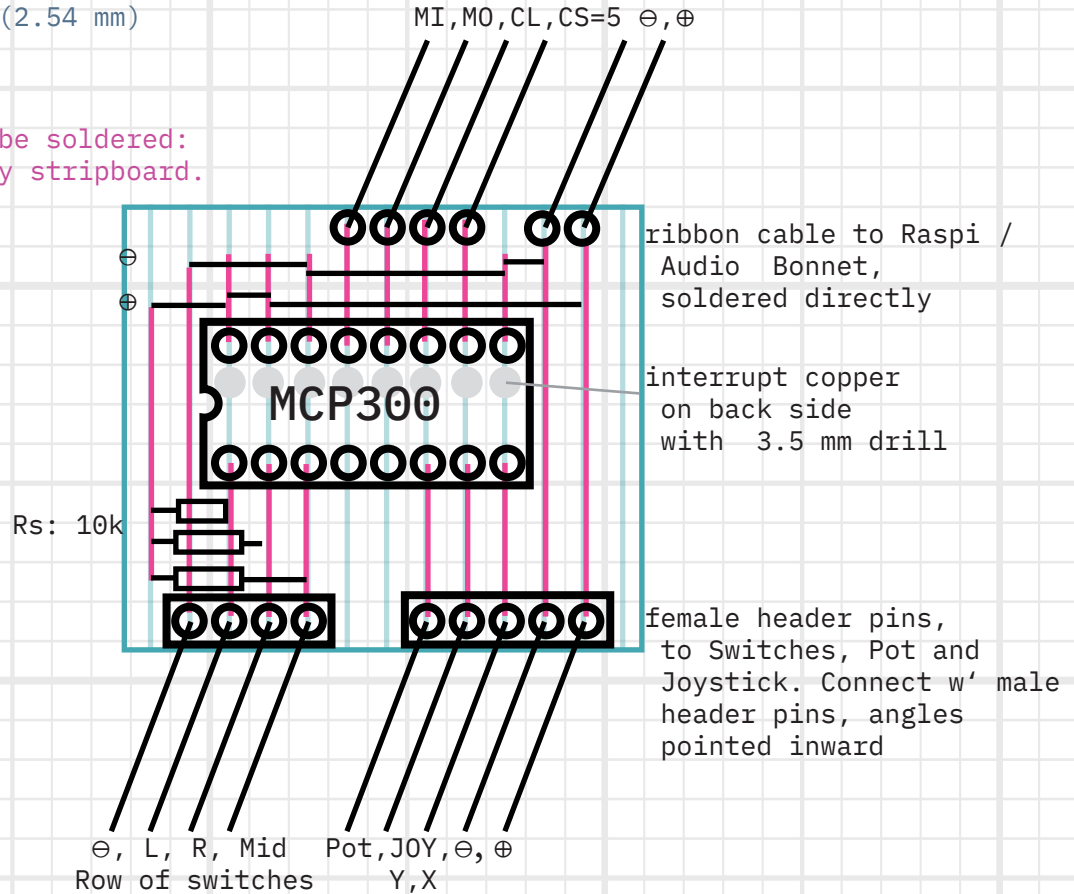 (2.54 mm)
MI,MO,CL,CS=5 ⊖,⊕
be soldered:
y stripboard.
ribbon cable to Raspi /
Audio  Bonnet,
soldered directly
⊖
⊕
interrupt copper
on back side
with  3.5 mm drill
MCP300
Rs: 10k
female header pins,
to Switches, Pot and
Joystick. Connect w‘ male
header pins, angles
pointed inward
⊖, L, R, Mid
Row of switches
Pot,JOY,⊖, ⊕
Y,X